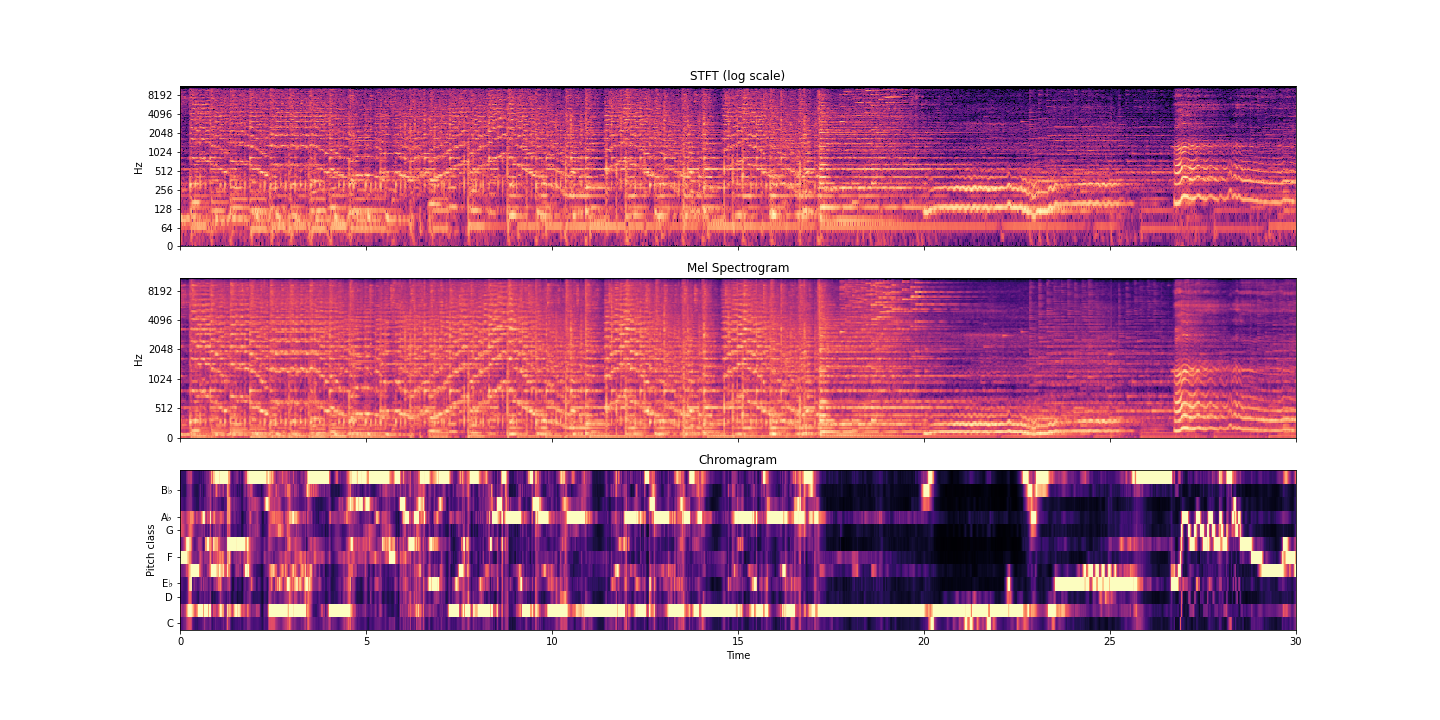 STFT (log scale)
8192
4096
2048
1024
512
256
128
64
0
Hz
Mel Spectrogram
8192
4096
2048
1024
512
0
Hz
Chromagram
B♭
A♭
G
F
E♭
D
C
Pitch class
0 5 10 15 20 25 30
Time